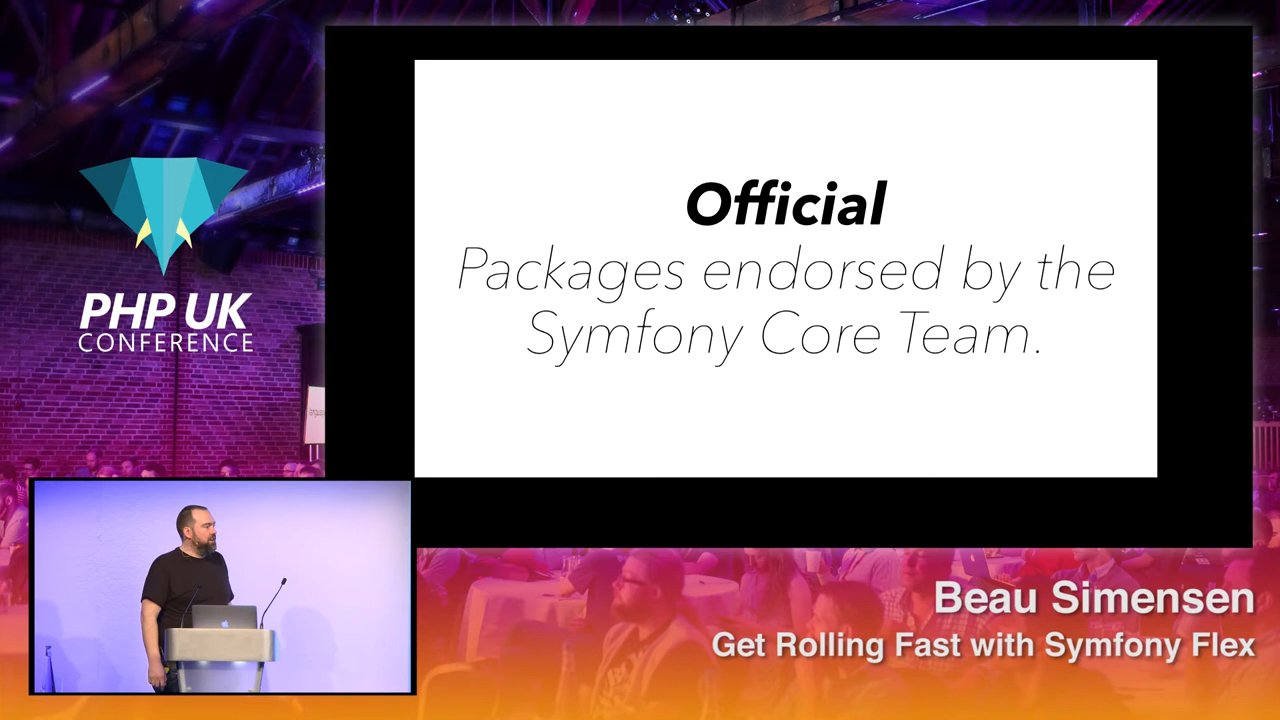 Official
Packages endorsed by the
Symfony Core Team.
PHP UK
CONFERENCE
Beau Simensen
Get Rolling Fast with Symfony Flex